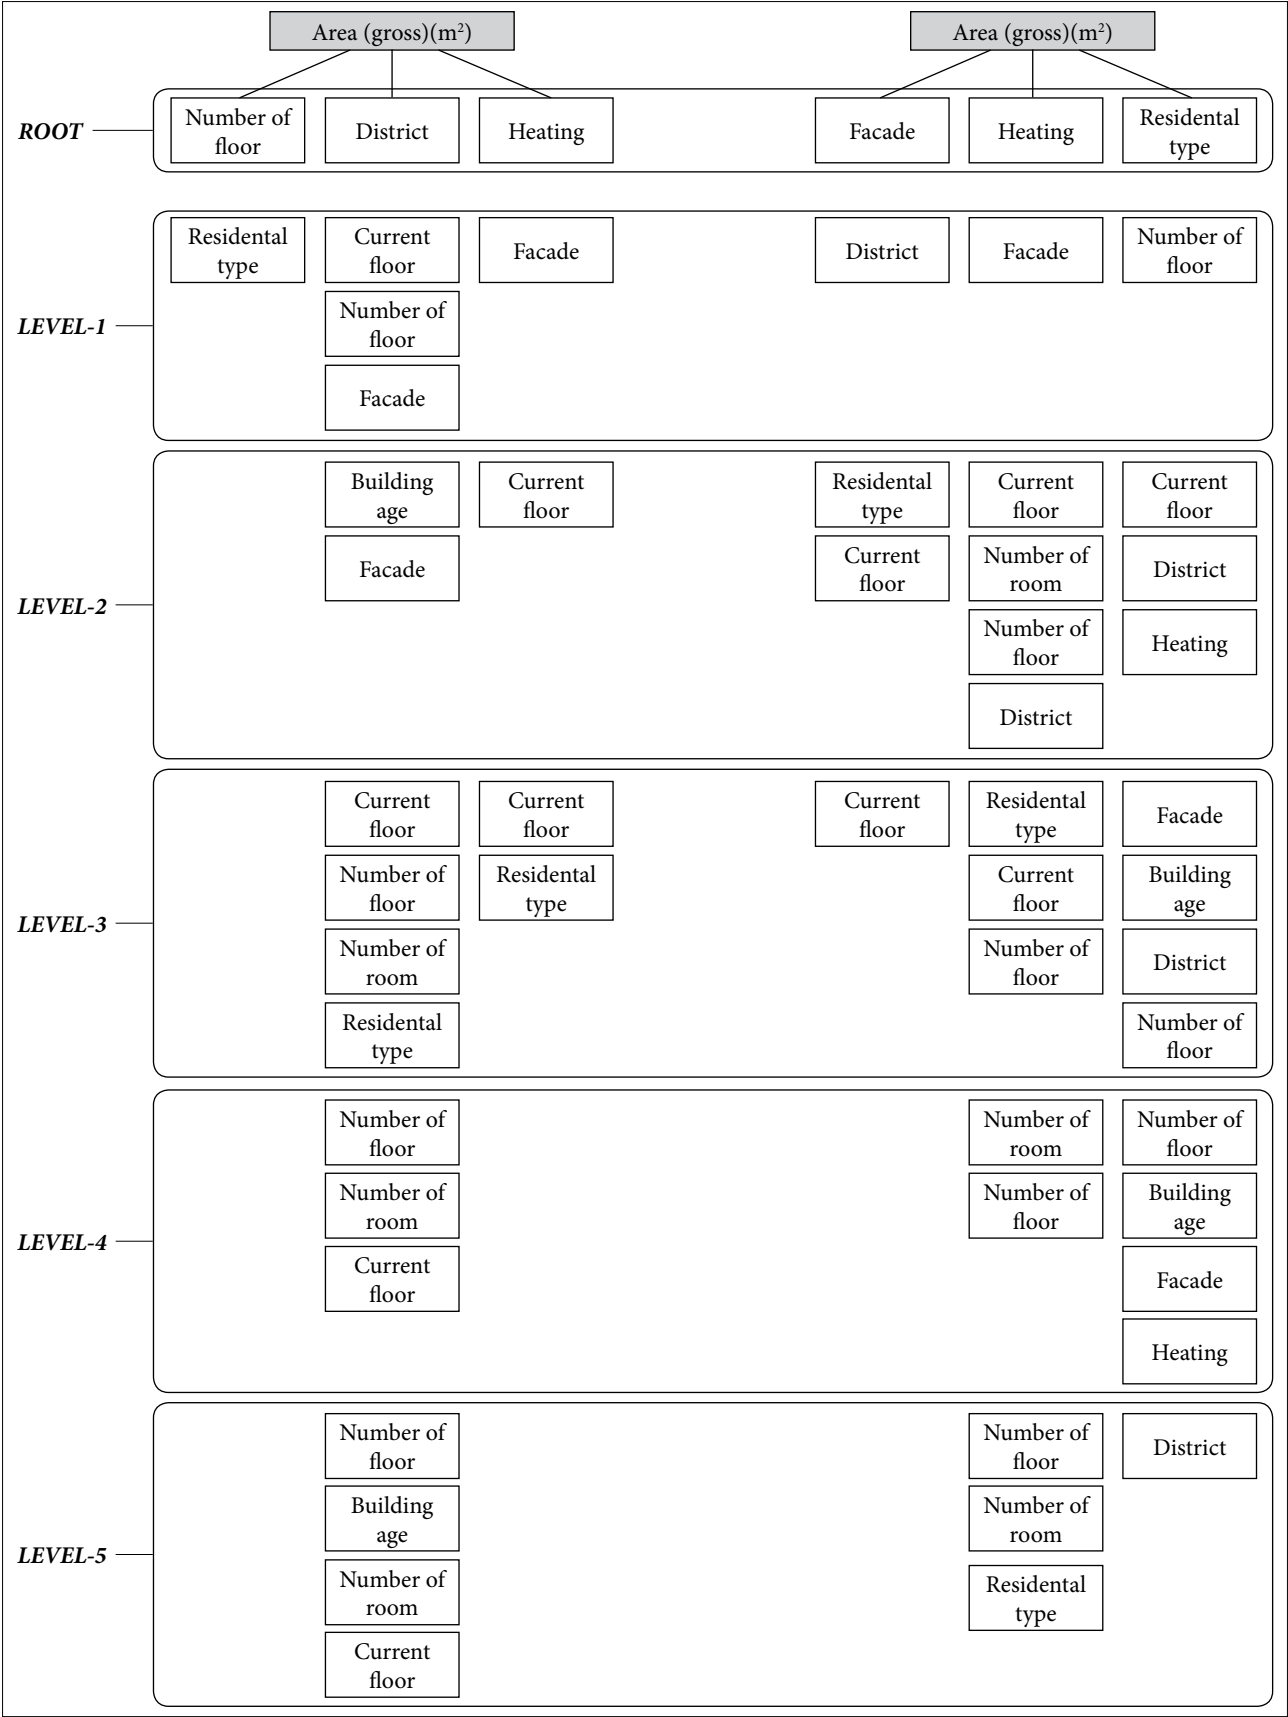 Area (gross)(m²)
Area (gross)(m²)
ROOT
Number of
floor
District
Heating
Facade
Heating
Residental
type
LEVEL-1
Residental
type
Current
floor
Facade
District
Facade
Number of
floor
Number of
floor
Facade
LEVEL-2
Building
age
Current
floor
Residental
type
Current
floor
Current
floor
Facade
Current
floor
Number of
room
District
Number of
floor
Heating
District
LEVEL-3
Current
floor
Current
floor
Current
floor
Residental
type
Facade
Number of
floor
Residental
type
Current
floor
Building
age
Number of
room
Number of
floor
District
Residental
type
Number of
floor
LEVEL-4
Number of
floor
Number of
room
Number of
floor
Number of
room
Number of
floor
Building
age
Current
floor
Facade
Heating
LEVEL-5
Number of
floor
Number of
floor
District
Building
age
Number of
room
Number of
room
Residental
type
Current
floor